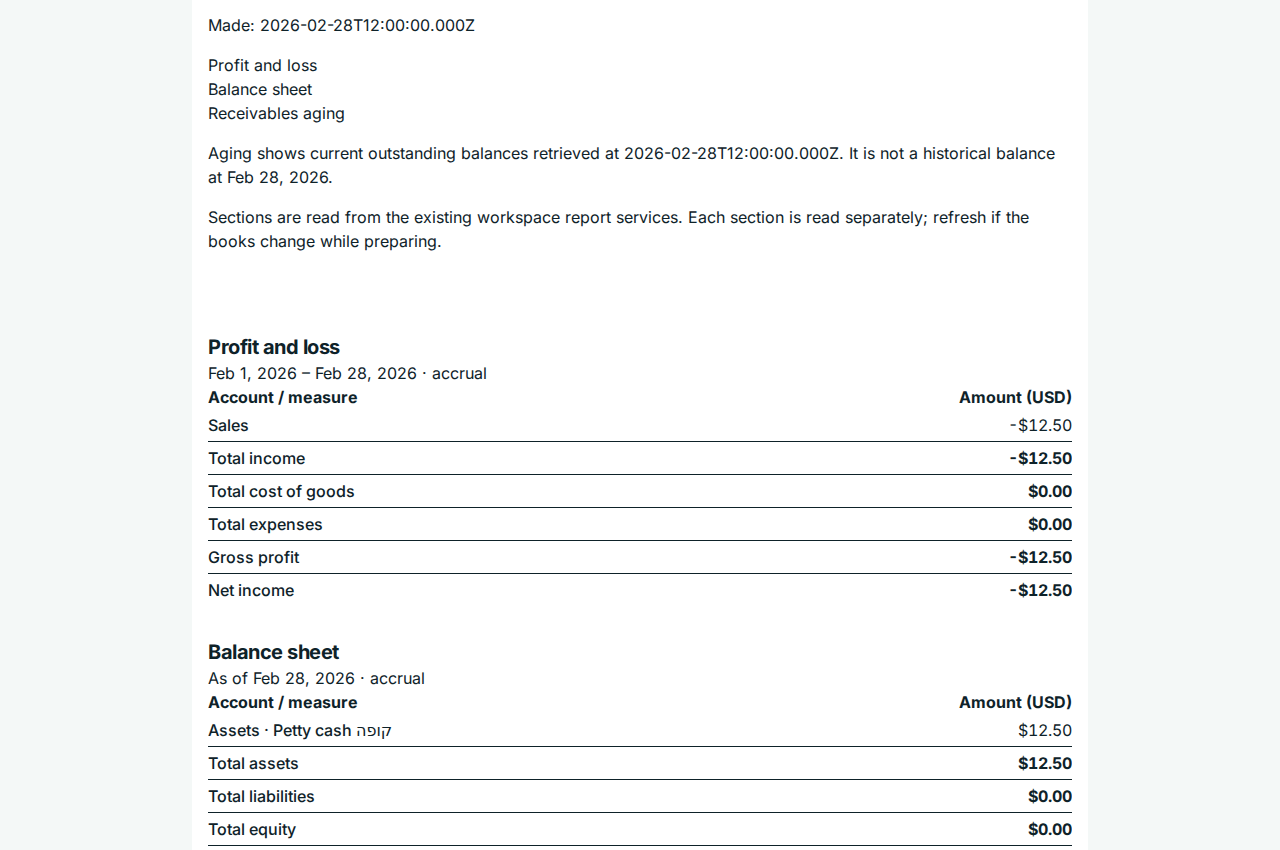 Made: 2026-02-28T12:00:00.000Z
Profit and loss
Balance sheet
Receivables aging
Aging shows current outstanding balances retrieved at 2026-02-28T12:00:00.000Z. It is not a historical balance
at Feb 28, 2026.
Sections are read from the existing workspace report services. Each section is read separately; refresh if the
books change while preparing.
Profit and loss
Feb 1, 2026 – Feb 28, 2026 · accrual
Account / measure Amount (USD)
Sales -$12.50
Total income -$12.50
Total cost of goods $0.00
Total expenses $0.00
Gross profit -$12.50
Net income -$12.50
Balance sheet
As of Feb 28, 2026 · accrual
Account / measure Amount (USD)
Assets · Petty cash קופה $12.50
Total assets $12.50
Total liabilities $0.00
Total equity $0.00